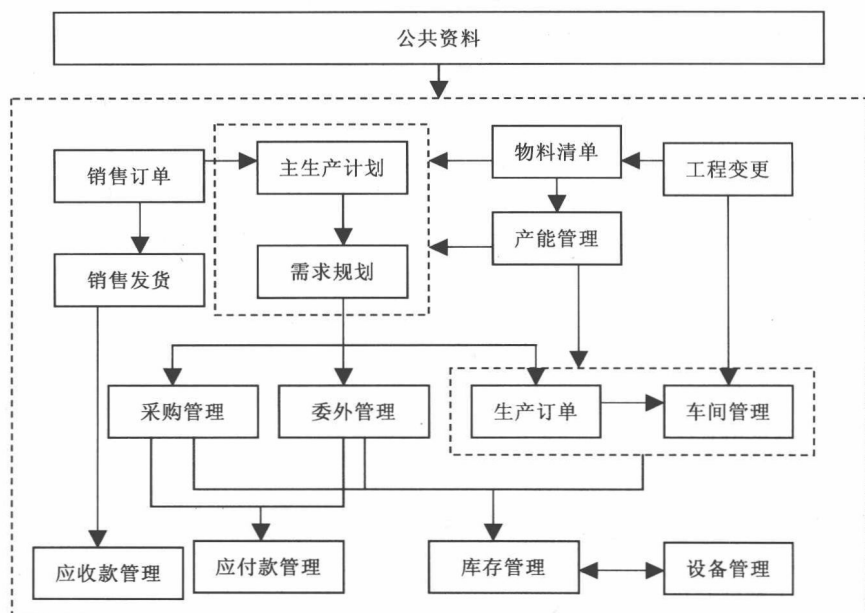 公共资料
销售订单
主生产计划
物料清单
工程变更
销售发货
需求规划
产能管理
采购管理
委外管理
生产订单
车间管理
应收款管理
应付款管理
库存管理
设备管理